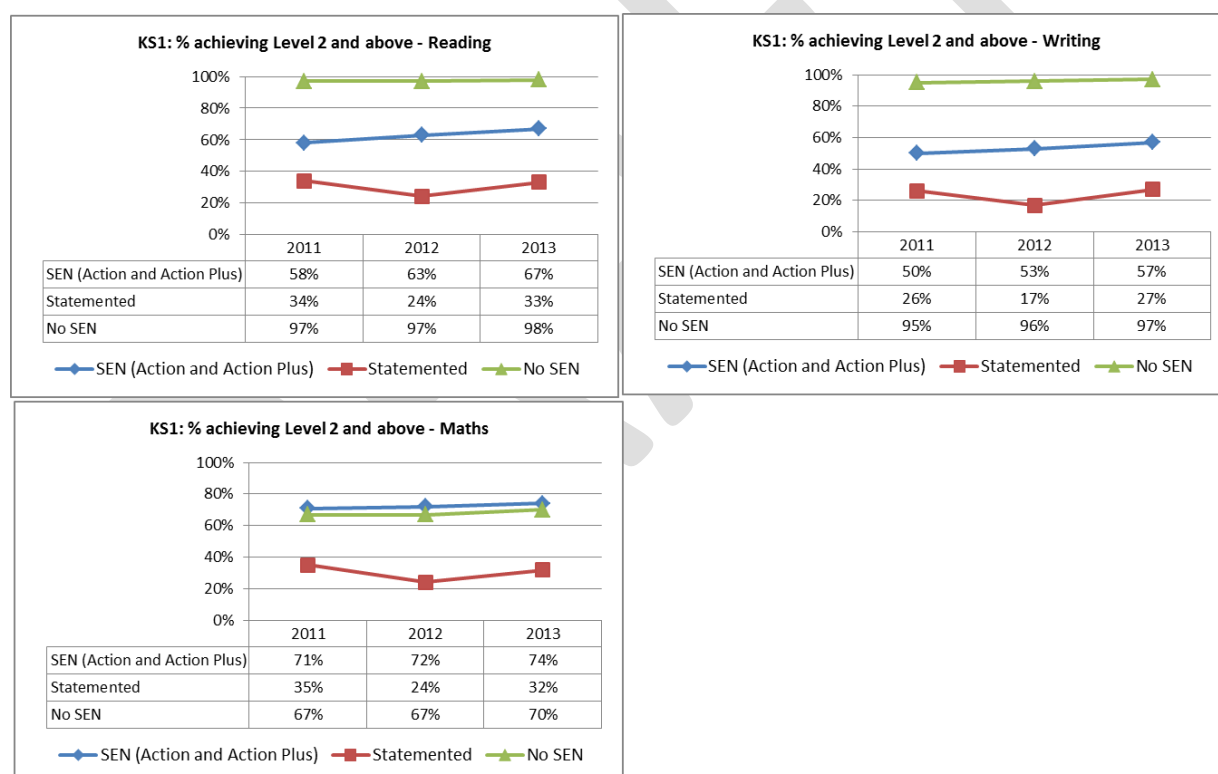 KS1: % achieving Level 2 and above - Reading
100%
80%
60%
40%
20%
0%
2011 2012 2013
SEN (Action and Action Plus) 58% 63% 67%
Statemented 34% 24% 33%
No SEN 97% 97% 98%
SEN (Action and Action Plus) Statemented No SEN
KS1: % achieving Level 2 and above - Writing
100%
80%
60%
40%
20%
0%
2011 2012 2013
SEN (Action and Action Plus) 50% 53% 57%
Statemented 26% 17% 27%
No SEN 95% 96% 97%
SEN (Action and Action Plus) Statemented No SEN
KS1: % achieving Level 2 and above - Maths
100%
80%
60%
40%
20%
0%
2011 2012 2013
SEN (Action and Action Plus) 71% 72% 74%
Statemented 35% 24% 32%
No SEN 67% 67% 70%
SEN (Action and Action Plus) Statemented No SEN